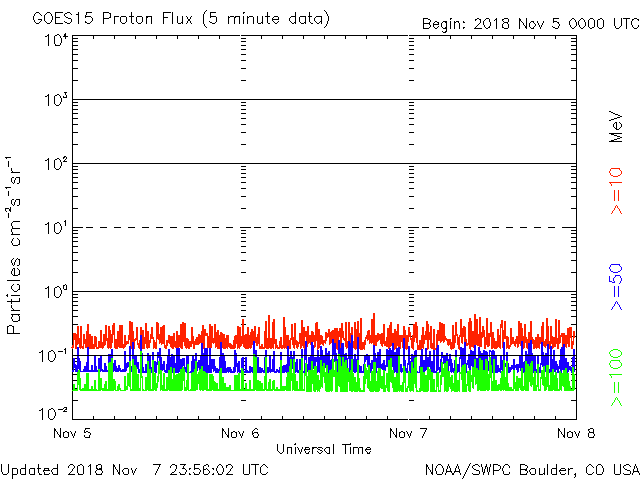 GOES15 Proton Flux (5 minute data)
Begin: 2018 Nov 5 0000 UTC
Particles cm⁻²s⁻¹sr⁻¹
10⁴
10³
10²
10¹
10⁰
10⁻¹
10⁻²
MeV
>=10
>=50
>=100
Nov 5
Nov 6
Nov 7
Nov 8
Universal Time
Updated 2018 Nov 7 23:56:02 UTC
NOAA/SWPC Boulder, CO USA